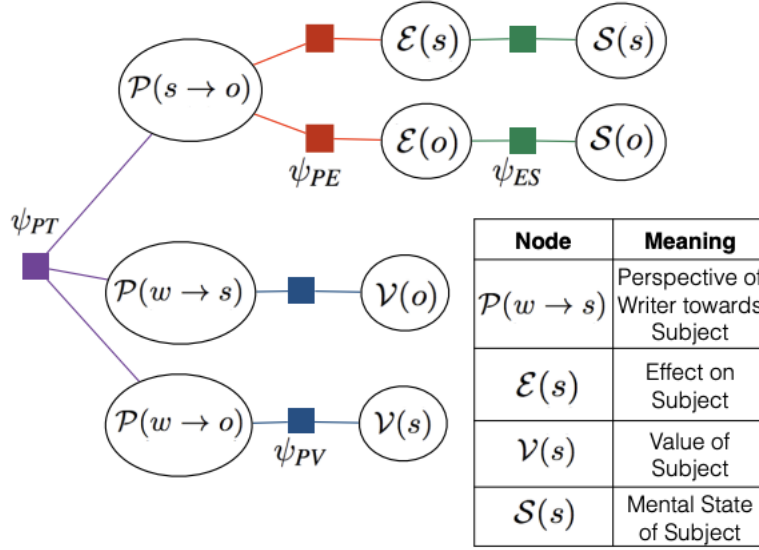 𝒫(s → o)
ℰ(s)
𝒮(s)
ℰ(o)
𝒮(o)
ψ_PE
ψ_ES
ψ_PT
𝒫(w → s)
𝒱(o)
𝒫(w → o)
𝒱(s)
ψ_PV
Node Meaning
𝒫(w → s) Perspective of
Writer towards
Subject
ℰ(s) Effect on
Subject
𝒱(s) Value of
Subject
𝒮(s) Mental State
of Subject